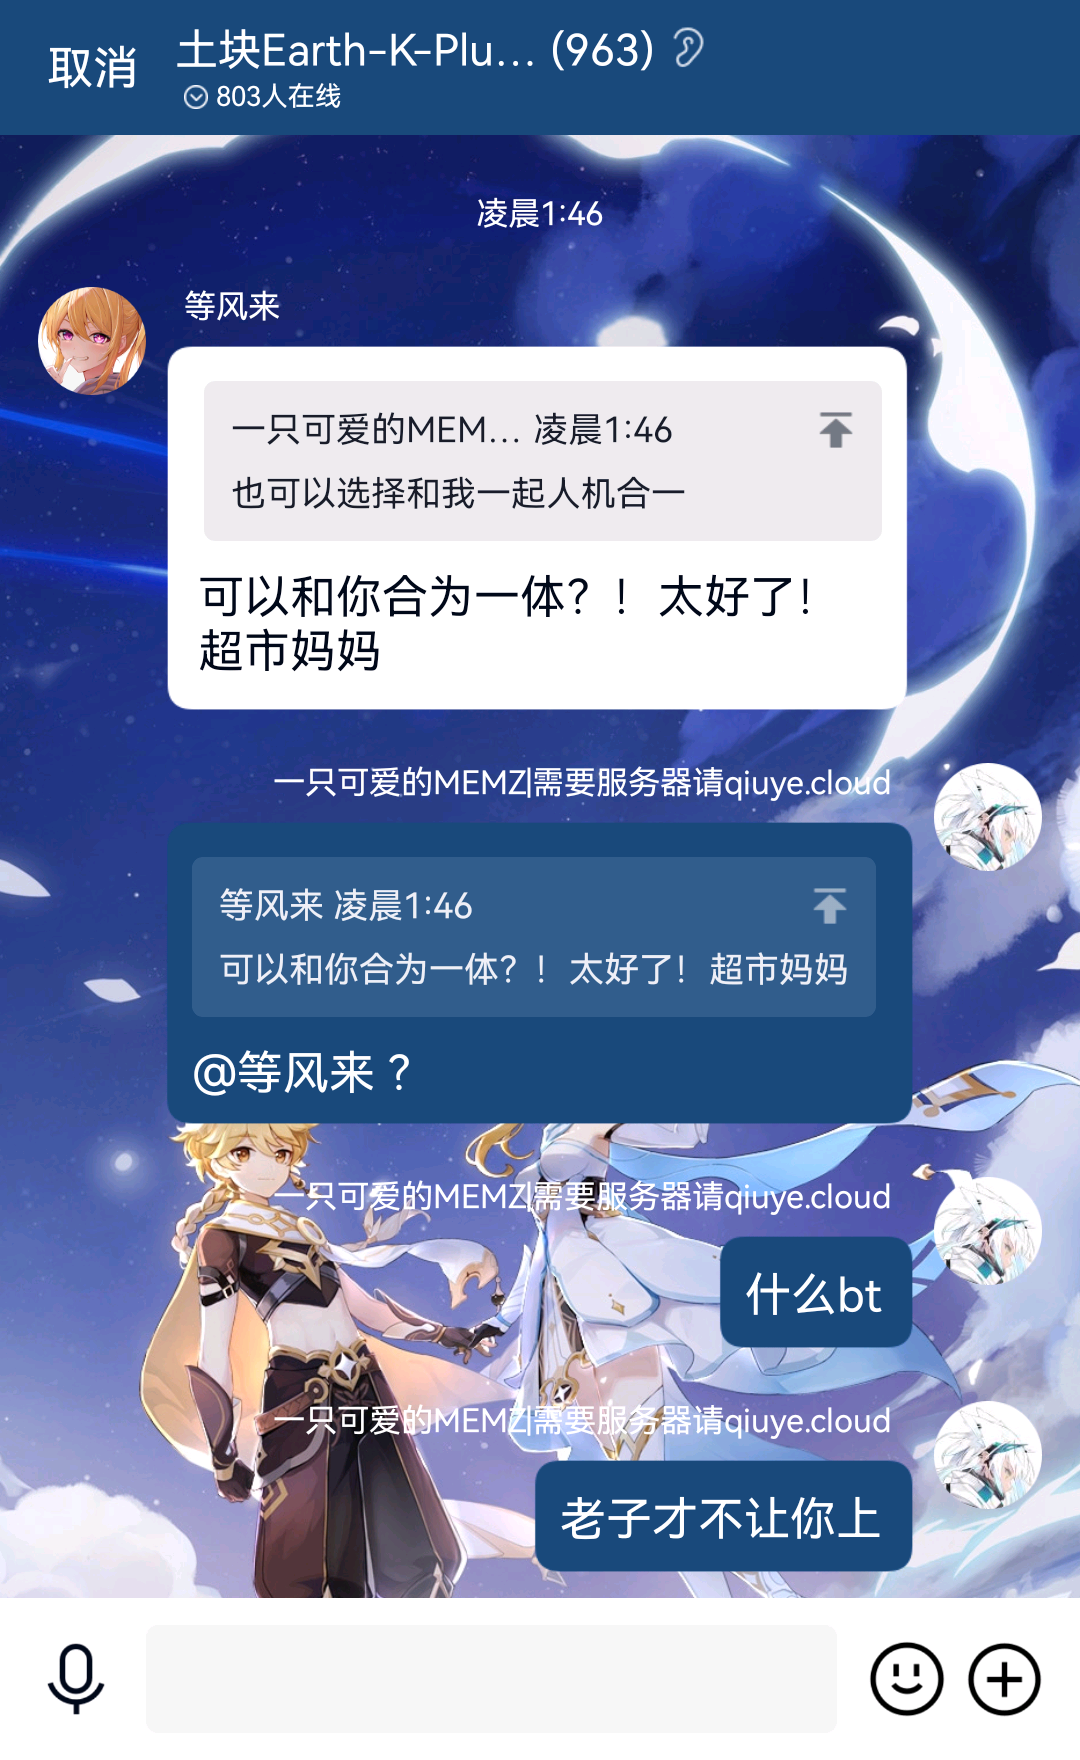 取消
土块Earth-K-Plu... (963)
803人在线
凌晨1:46
等风来
一只可爱的MEM... 凌晨1:46
也可以选择和我一起人机合一
可以和你合为一体？！太好了！
超市妈妈
一只可爱的MEMZ|需要服务器请qiuye.cloud
等风来 凌晨1:46
可以和你合为一体？！太好了！超市妈妈
@等风来 ？
一只可爱的MEMZ|需要服务器请qiuye.cloud
什么bt
一只可爱的MEMZ|需要服务器请qiuye.cloud
老子才不让你上